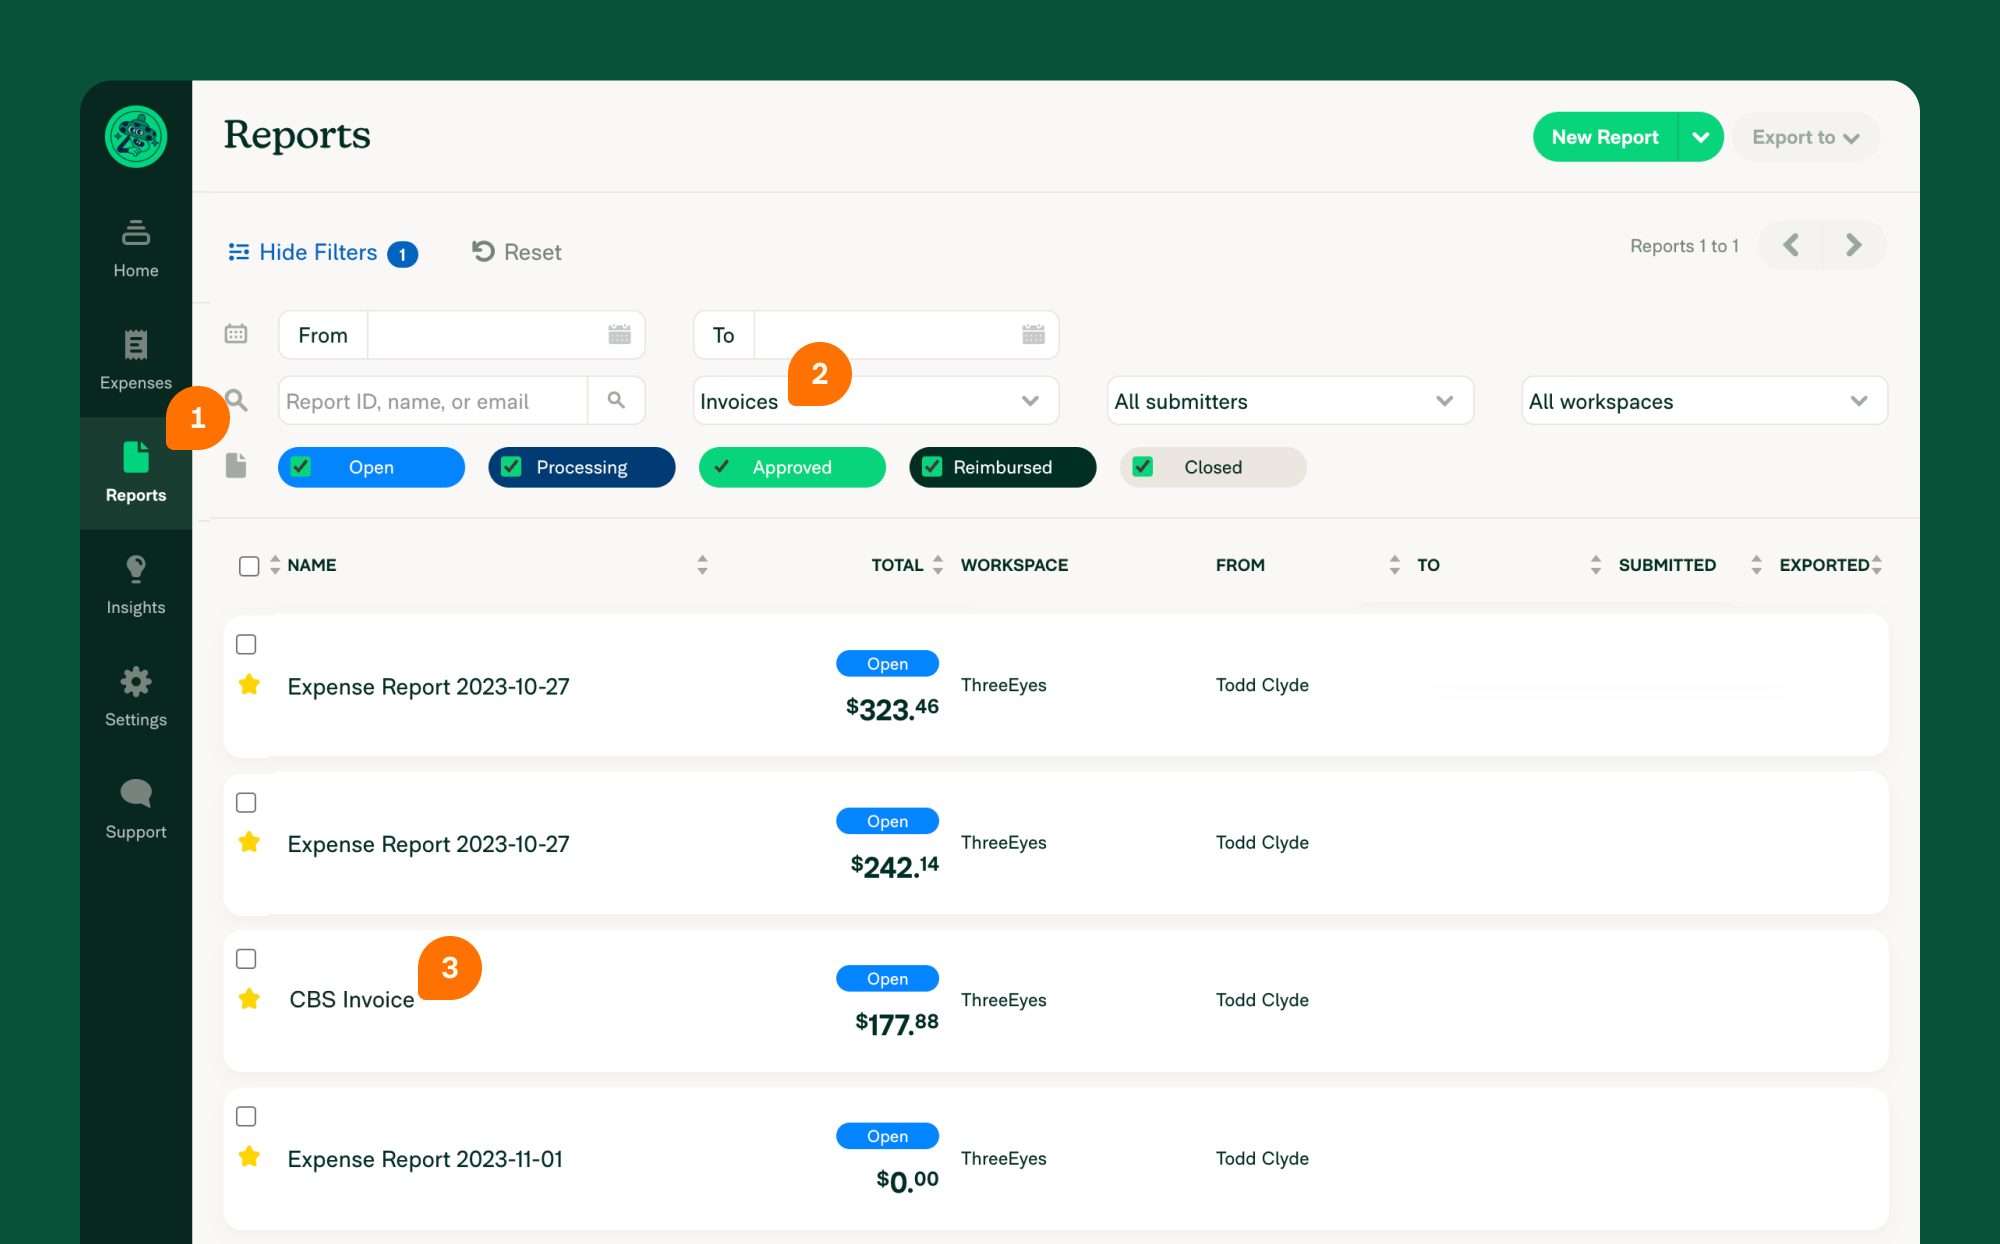 Reports
New Report
Export to
Home
Expenses
Reports
Insights
Settings
Support
Hide Filters 1
Reset
Reports 1 to 1
From
To
Report ID, name, or email
Invoices
All submitters
All workspaces
1
2
Open
Processing
Approved
Reimbursed
Closed
NAME
TOTAL
WORKSPACE
FROM
TO
SUBMITTED
EXPORTED
Expense Report 2023-10-27
Open
$323.46
ThreeEyes
Todd Clyde
Expense Report 2023-10-27
Open
$242.14
ThreeEyes
Todd Clyde
CBS Invoice
3
Open
$177.88
ThreeEyes
Todd Clyde
Expense Report 2023-11-01
Open
$0.00
ThreeEyes
Todd Clyde